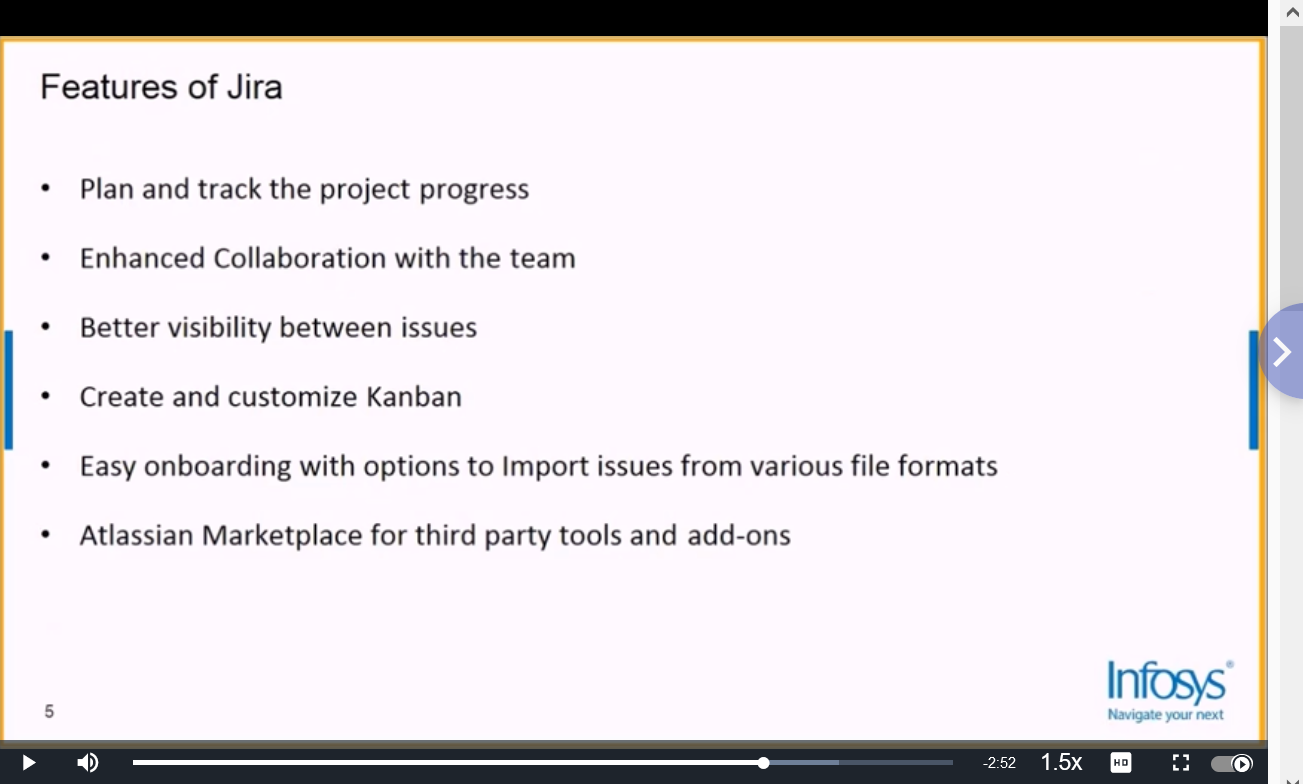 Features of Jira
• Plan and track the project progress
• Enhanced Collaboration with the team
• Better visibility between issues
• Create and customize Kanban
• Easy onboarding with options to Import issues from various file formats
• Atlassian Marketplace for third party tools and add-ons
Infosys®
Navigate your next
5
-2:52 1.5x HD